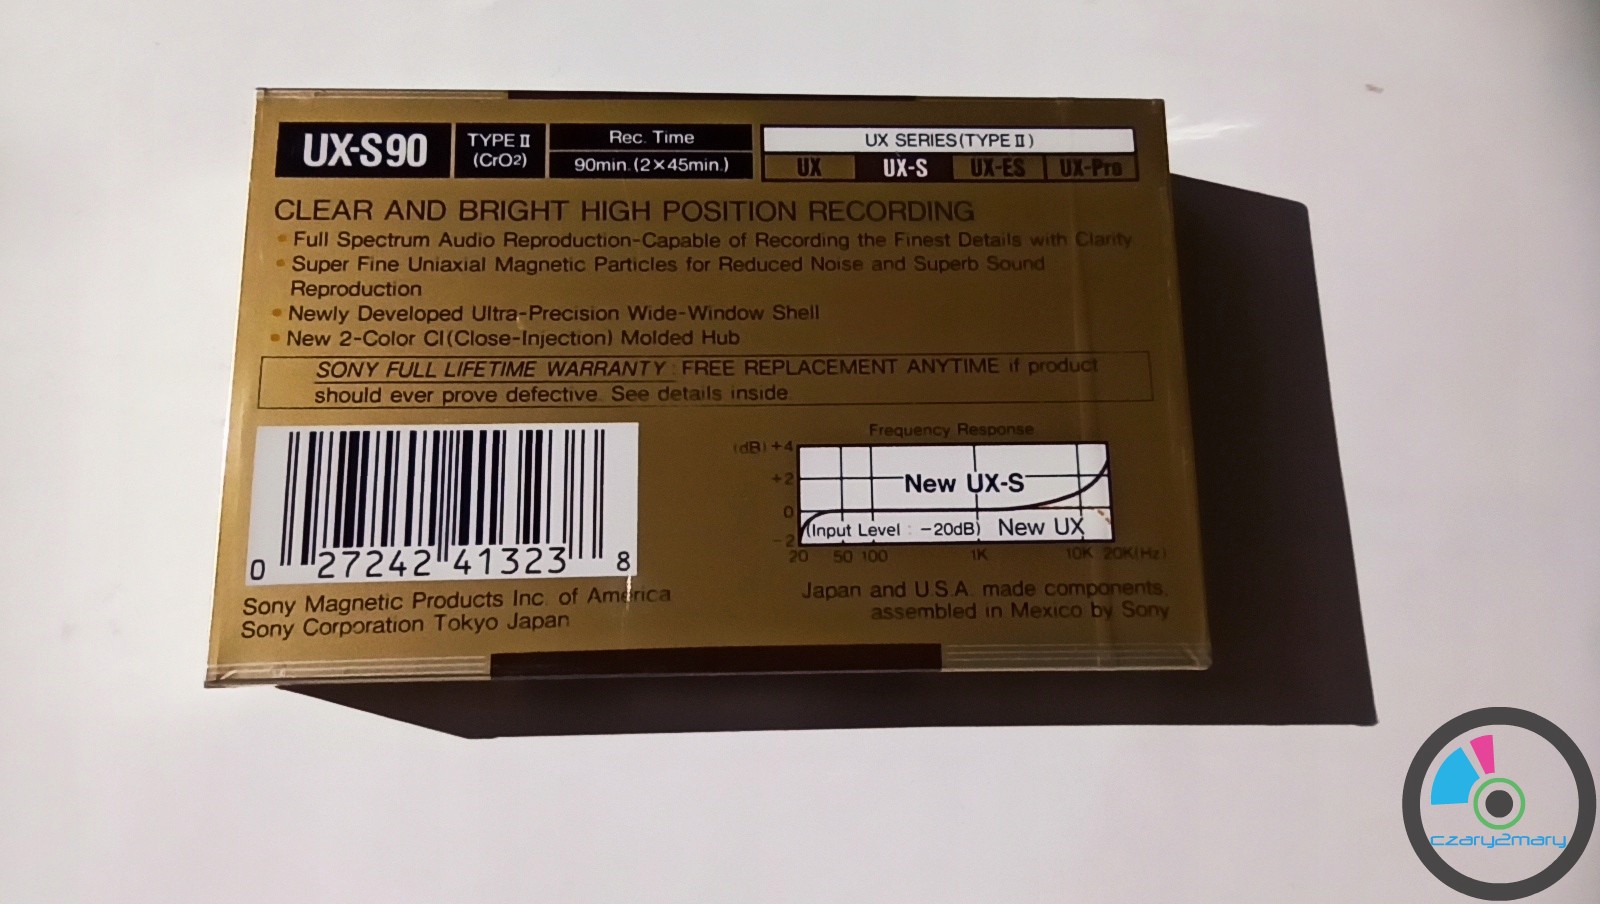 UX-S90
TYPE II
(CrO2)
Rec. Time
90min. (2×45min.)
UX SERIES (TYPE II)
UX UX-S UX-ES UX-Pro
CLEAR AND BRIGHT HIGH POSITION RECORDING
• Full Spectrum Audio Reproduction-Capable of Recording the Finest Details with Clarity
• Super Fine Uniaxial Magnetic Particles for Reduced Noise and Superb Sound
Reproduction
• Newly Developed Ultra-Precision Wide-Window Shell
• New 2-Color CI(Close-Injection) Molded Hub
SONY FULL LIFETIME WARRANTY : FREE REPLACEMENT ANYTIME if product
should ever prove defective. See details inside.
0 27242 41323 8
Sony Magnetic Products Inc. of America
Sony Corporation Tokyo Japan
Frequency Response
(dB) +4
+2
0
-2
New UX-S
(Input Level : -20dB) New UX
20 50 100 1K 10K 20K(Hz)
Japan and U.S.A. made components,
assembled in Mexico by Sony
czary2mary